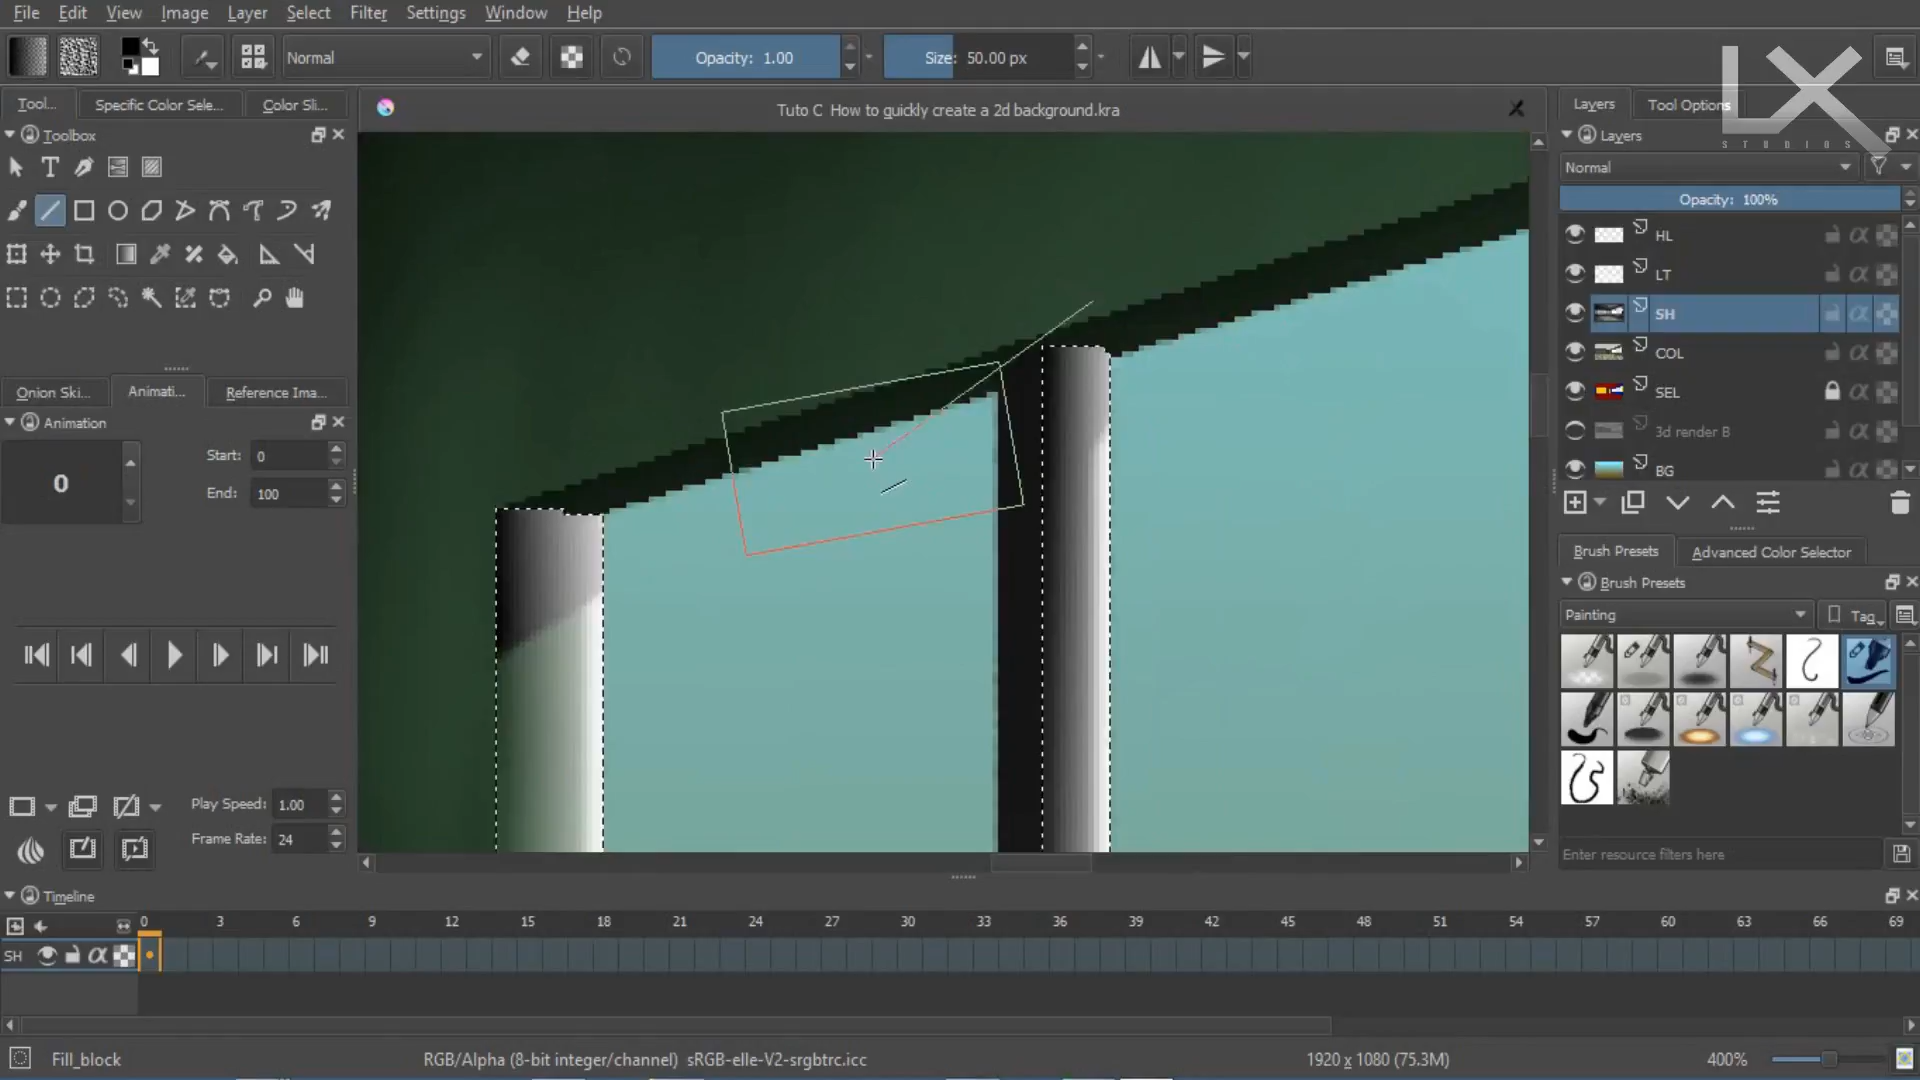 File Edit View Image Layer Select Filter Settings Window Help
Normal Opacity: 1.00 Size: 50.00 px
LX
STUDIOS
Tool... Specific Color Sele... Color Sli...
Tuto C How to quickly create a 2d background.kra
Layers Tool Options
Toolbox
Layers
Normal
Opacity: 100%
HL
LT
SH
COL
SEL
3d render B
BG
Onion Ski... Animati... Reference Ima...
Animation
Start: 0
0
End: 100
Brush Presets Advanced Color Selector
Brush Presets
Painting Tag
Play Speed: 1.00
Frame Rate: 24
Enter resource filters here
Timeline
0 3 6 9 12 15 18 21 24 27 30 33 36 39 42 45 48 51 54 57 60 63 66 69
SH
Fill_block RGB/Alpha (8-bit integer/channel) sRGB-elle-V2-srgbtrc.icc 1920 x 1080 (75.3M) 400%